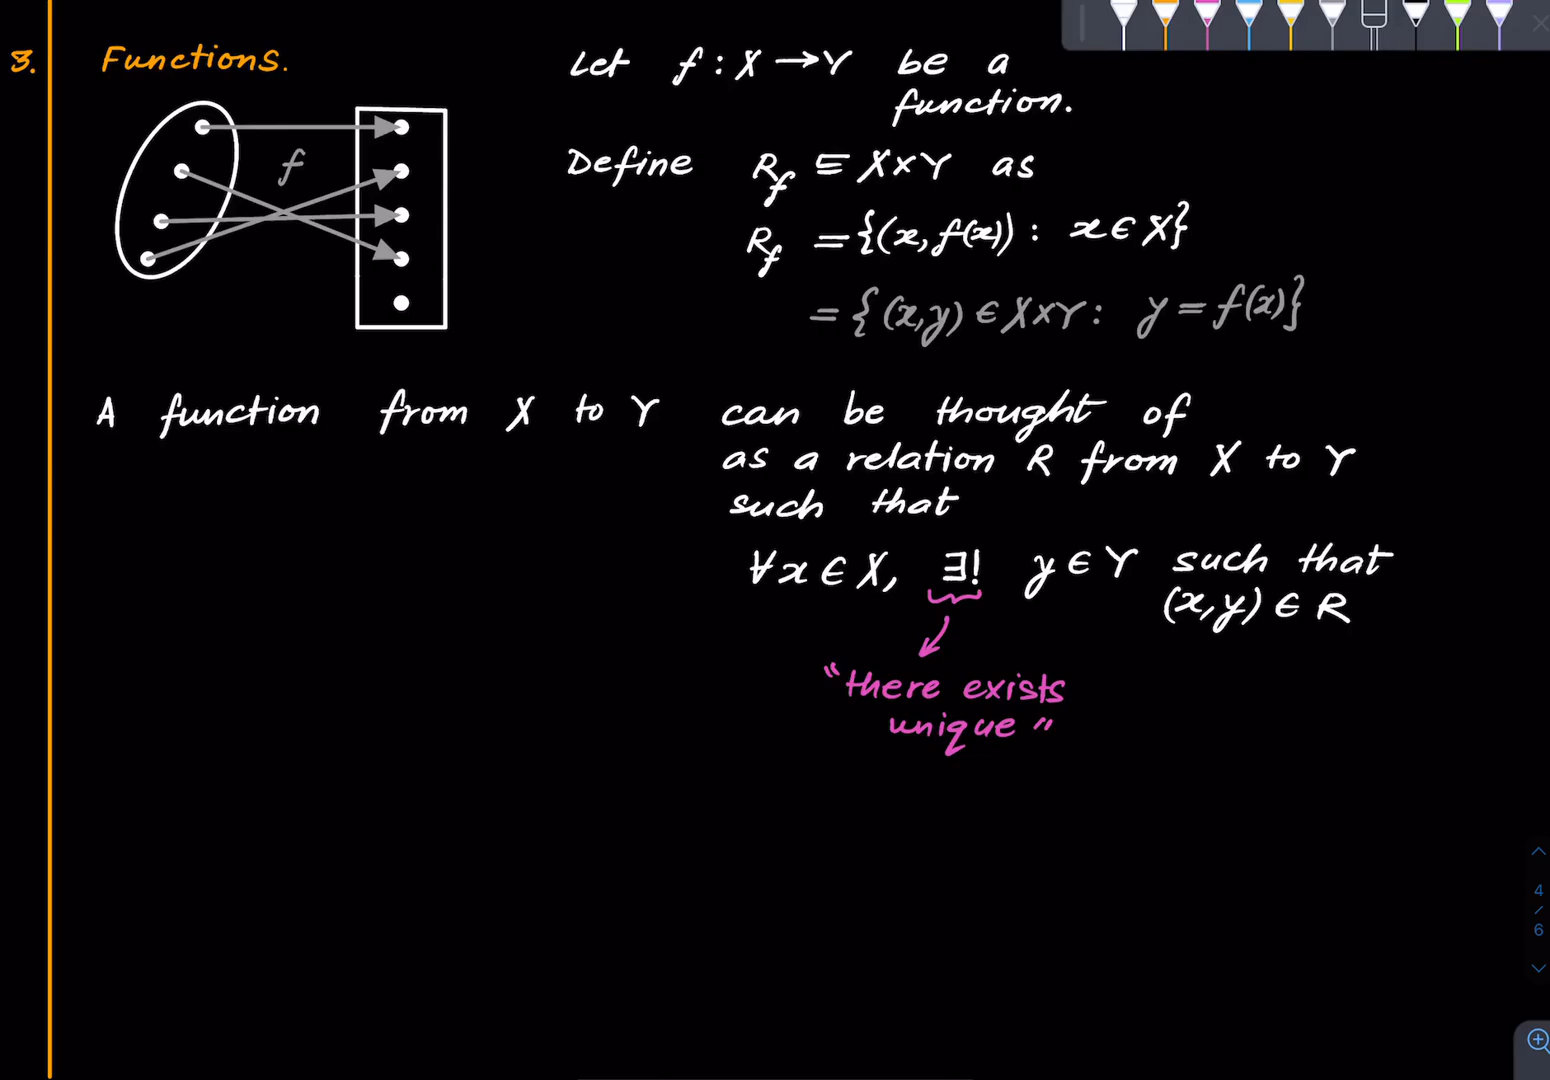 3. Functions.
Let f : X → Y be a
function.
Define R_f ⊆ X×Y as
R_f = {(x, f(x)) : x ∈ X}
= {(x,y) ∈ X×Y : y = f(x)}
f
A function from X to Y can be thought of
as a relation R from X to Y
such that
∀x ∈ X, ∃! y ∈ Y such that
(x,y) ∈ R
"there exists
unique"
4
/
6